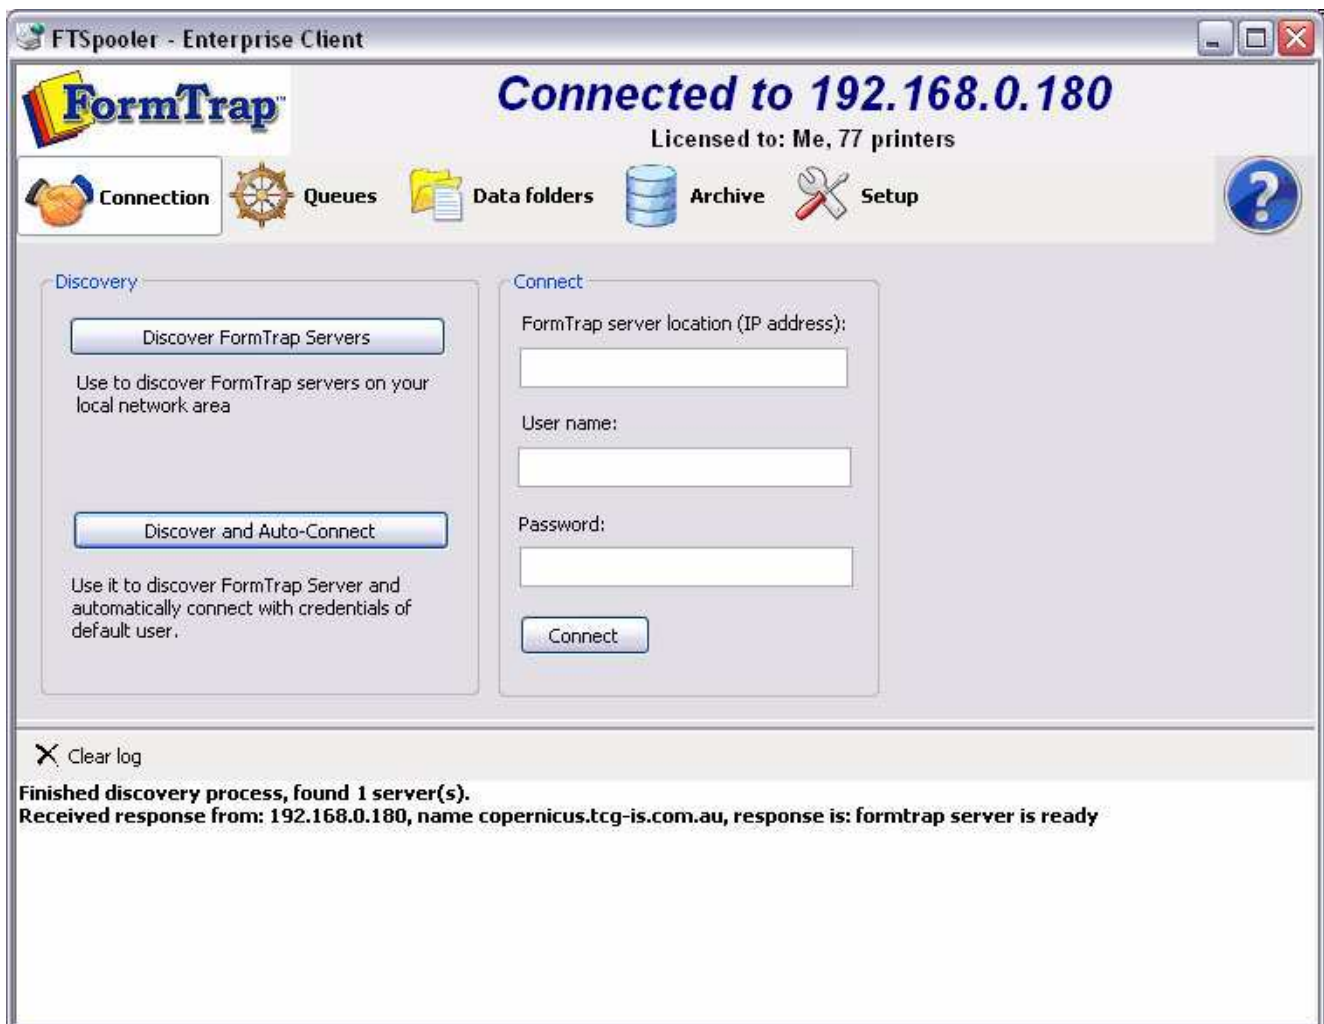 FTSpooler - Enterprise Client
FormTrap™
Connected to 192.168.0.180
Licensed to: Me, 77 printers
Connection
Queues
Data folders
Archive
Setup
?
Discovery
Discover FormTrap Servers
Use to discover FormTrap servers on your
local network area
Discover and Auto-Connect
Use it to discover FormTrap Server and
automatically connect with credentials of
default user.
Connect
FormTrap server location (IP address):
User name:
Password:
Connect
Clear log
Finished discovery process, found 1 server(s).
Received response from: 192.168.0.180, name copernicus.tcg-is.com.au, response is: formtrap server is ready